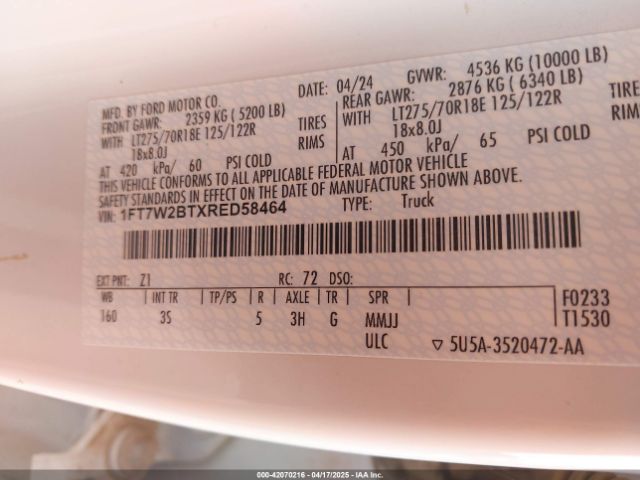 MFD. BY FORD MOTOR CO.
DATE: 04/24 GVWR: 4536 KG (10000 LB)
FRONT GAWR: 2359 KG ( 5200 LB) REAR GAWR: 2876 KG ( 6340 LB)
WITH LT275/70R18E 125/122R TIRES WITH LT275/70R18E 125/122R TIRES
18x8.0J RIMS 18x8.0J RIMS
AT 420 kPa/ 60 PSI COLD AT 450 kPa/ 65 PSI COLD
THIS VEHICLE CONFORMS TO ALL APPLICABLE FEDERAL MOTOR VEHICLE
SAFETY STANDARDS IN EFFECT ON THE DATE OF MANUFACTURE SHOWN ABOVE.
VIN: 1FT7W2BTXRED58464 TYPE: Truck
EXT PNT: Z1 RC: 72 DSO:
WB INT TR TP/PS R AXLE TR SPR F0233
160 3S 5 3H G MMJJ T1530
ULC ▽ 5U5A-3520472-AA
000-42070216 - 04/17/2025 - IAA Inc.